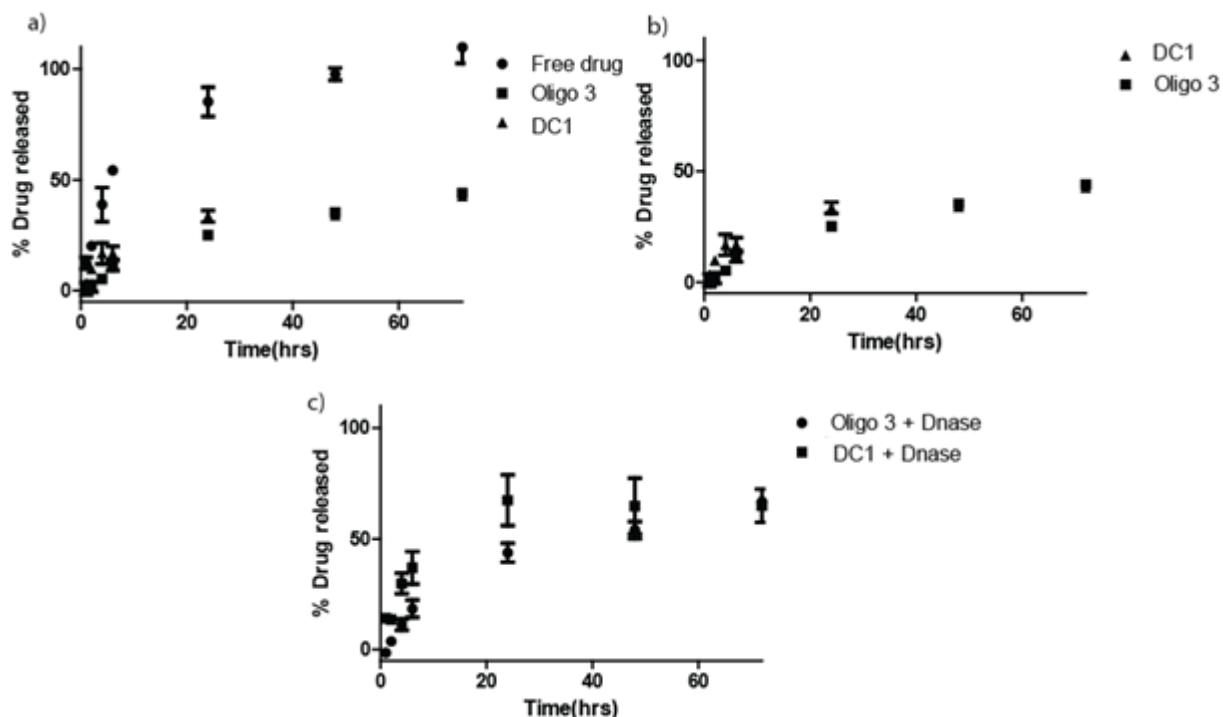 a)
% Drug released
100
50
0
0
20
40
60
Time(hrs)
Free drug
Oligo 3
DC1
b)
% Drug released
100
50
0
0
20
40
60
Time(hrs)
DC1
Oligo 3
c)
% Drug released
100
50
0
0
20
40
60
Time(hrs)
Oligo 3 + Dnase
DC1 + Dnase